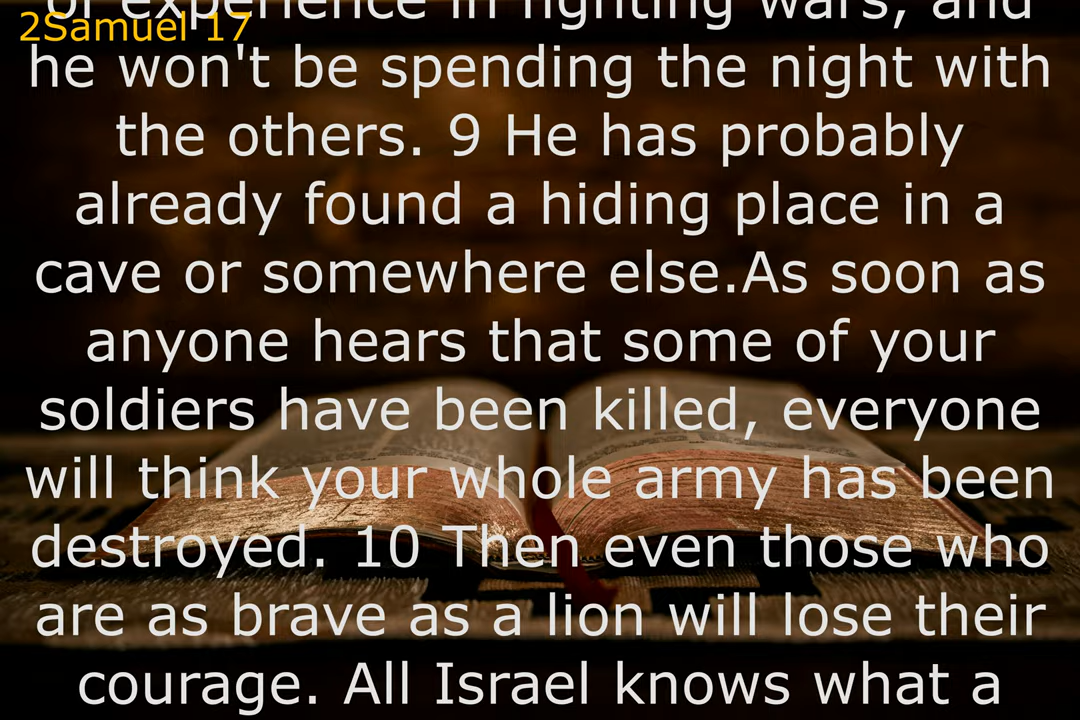 2Samuel 17
of experience in fighting wars, and
he won't be spending the night with
the others. 9 He has probably
already found a hiding place in a
cave or somewhere else.As soon as
anyone hears that some of your
soldiers have been killed, everyone
will think your whole army has been
destroyed. 10 Then even those who
are as brave as a lion will lose their
courage. All Israel knows what a